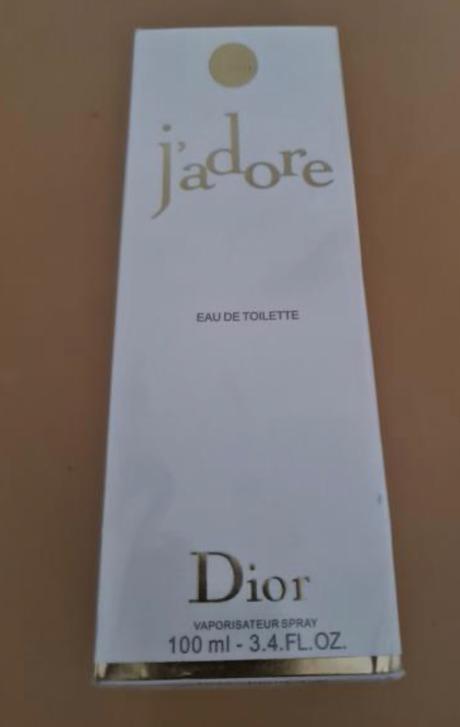 j'adore
EAU DE TOILETTE
Dior
VAPORISATEUR SPRAY
100 ml - 3.4.FL.OZ.